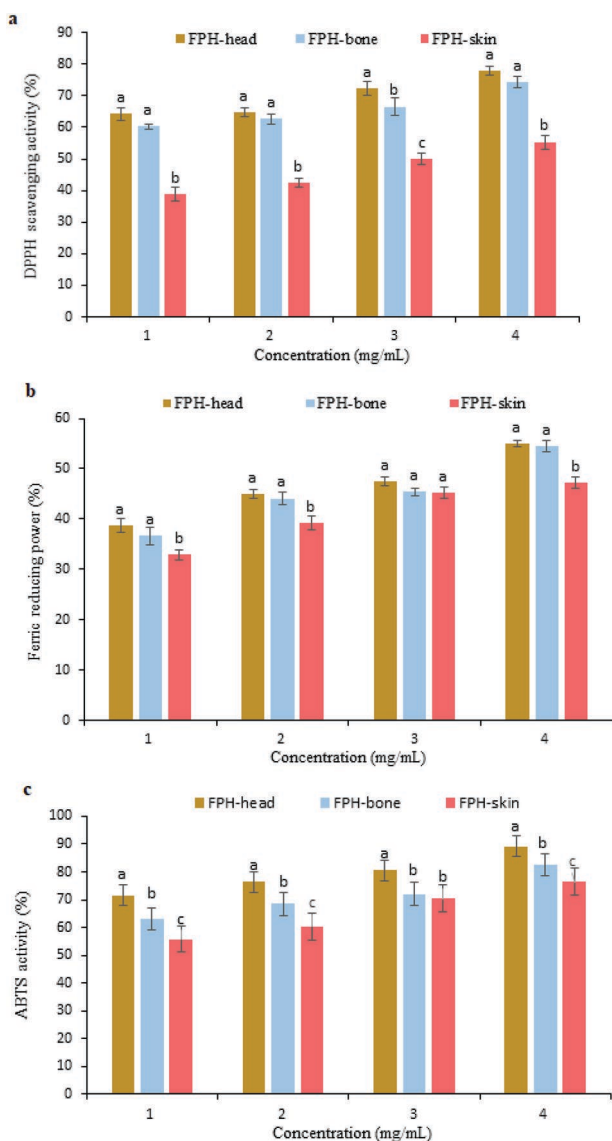 a
FPH-head FPH-bone FPH-skin
DPPH scavenging activity (%)
90
80
70
60
50
40
30
20
10
0
a a b
a a b
a b c
a a b
1 2 3 4
Concentration (mg/mL)
b
FPH-head FPH-bone FPH-skin
Ferric reducing power (%)
60
50
40
30
20
10
0
a a b
a a b
a a a
a a b
1 2 3 4
Concentration (mg/mL)
c
FPH-head FPH-bone FPH-skin
ABTS activity (%)
100
90
80
70
60
50
40
30
20
10
0
a b c
a b c
a b b
a b c
1 2 3 4
Concentration (mg/mL)